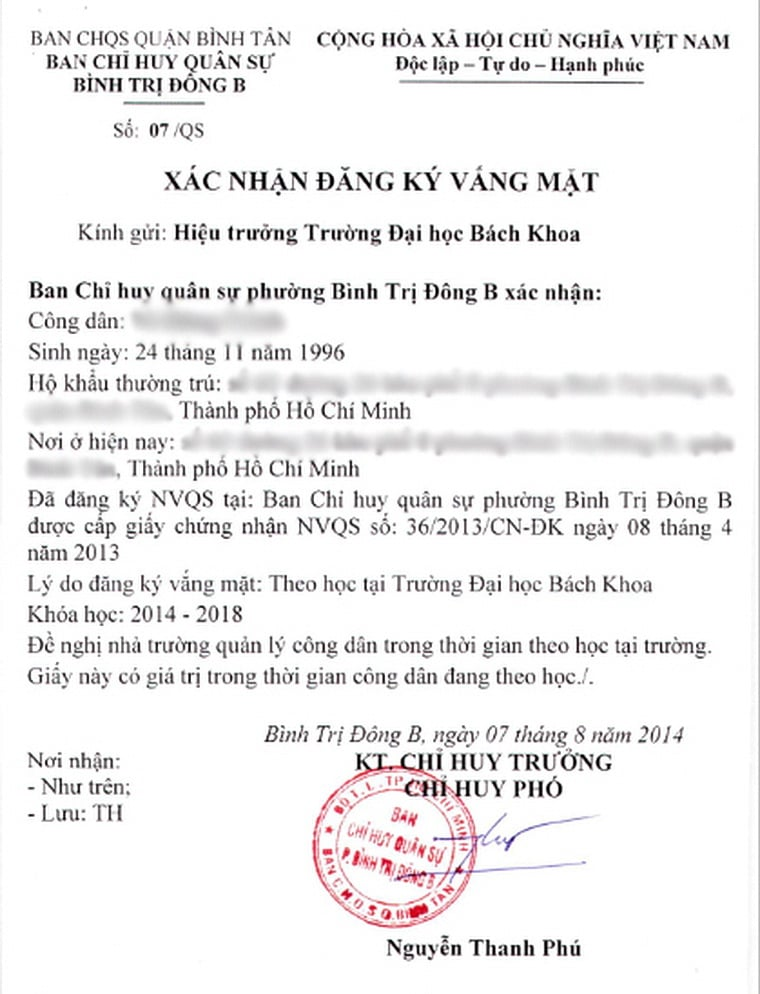 BAN CHQS QUẬN BÌNH TÂN
BAN CHỈ HUY QUÂN SỰ
BÌNH TRỊ ĐÔNG B
Số: 07 /QS
CỘNG HÒA XÃ HỘI CHỦ NGHĨA VIỆT NAM
Độc lập – Tự do – Hạnh phúc
XÁC NHẬN ĐĂNG KÝ VẮNG MẶT
Kính gửi: Hiệu trưởng Trường Đại học Bách Khoa
Ban Chỉ huy quân sự phường Bình Trị Đông B xác nhận:
Công dân:
Sinh ngày: 24 tháng 11 năm 1996
Hộ khẩu thường trú:
, Thành phố Hồ Chí Minh
Nơi ở hiện nay:
, Thành phố Hồ Chí Minh
Đã đăng ký NVQS tại: Ban Chỉ huy quân sự phường Bình Trị Đông B
được cấp giấy chứng nhận NVQS số: 36/2013/CN-ĐK ngày 08 tháng 4
năm 2013
Lý do đăng ký vắng mặt: Theo học tại Trường Đại học Bách Khoa
Khóa học: 2014 - 2018
Đề nghị nhà trường quản lý công dân trong thời gian theo học tại trường.
Giấy này có giá trị trong thời gian công dân đang theo học./.
Bình Trị Đông B, ngày 07 tháng 8 năm 2014
Nơi nhận:
- Như trên;
- Lưu: TH
KT. CHỈ HUY TRƯỞNG
CHỈ HUY PHÓ
BAN
CHỈ HUY QUÂN SỰ
P. BÌNH TRỊ ĐÔNG B
Nguyễn Thanh Phú